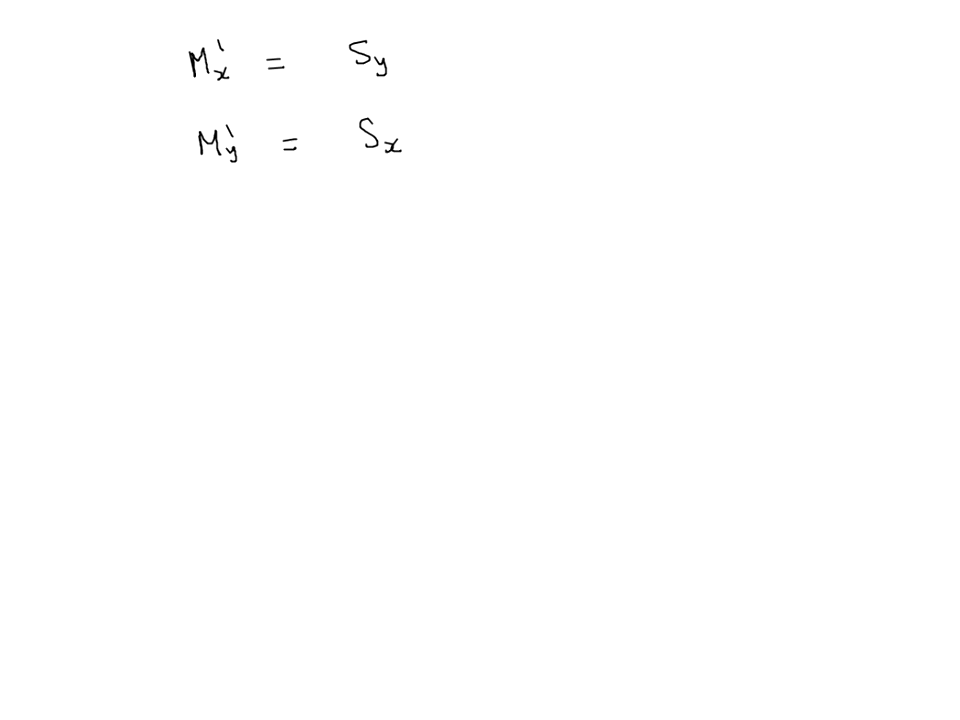 M'x = Sy
M'y = Sx